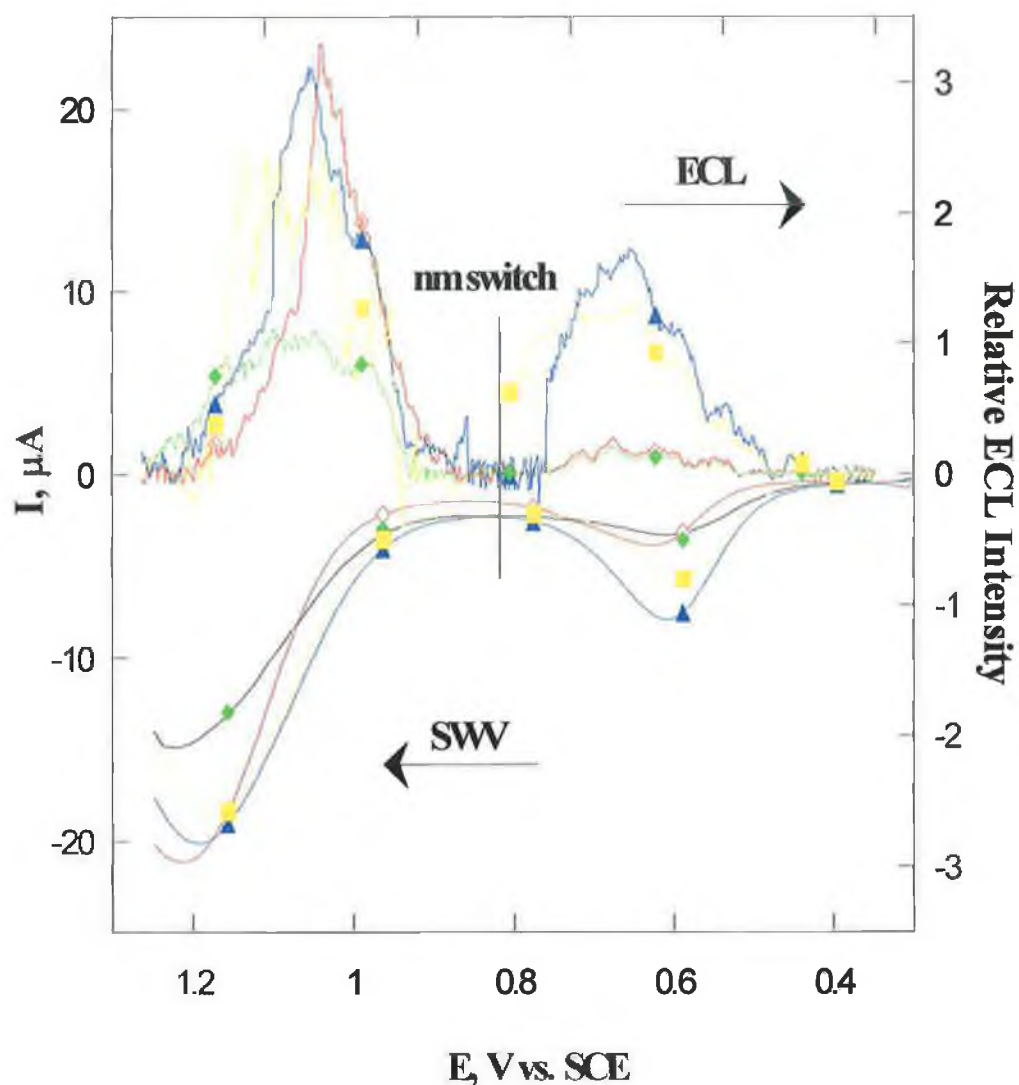 20
10
0
-10
-20
I, µA
3
2
1
0
-1
-2
-3
Relative ECL Intensity
ECL
nm switch
SWV
1.2 1 0.8 0.6 0.4
E, V vs. SCE